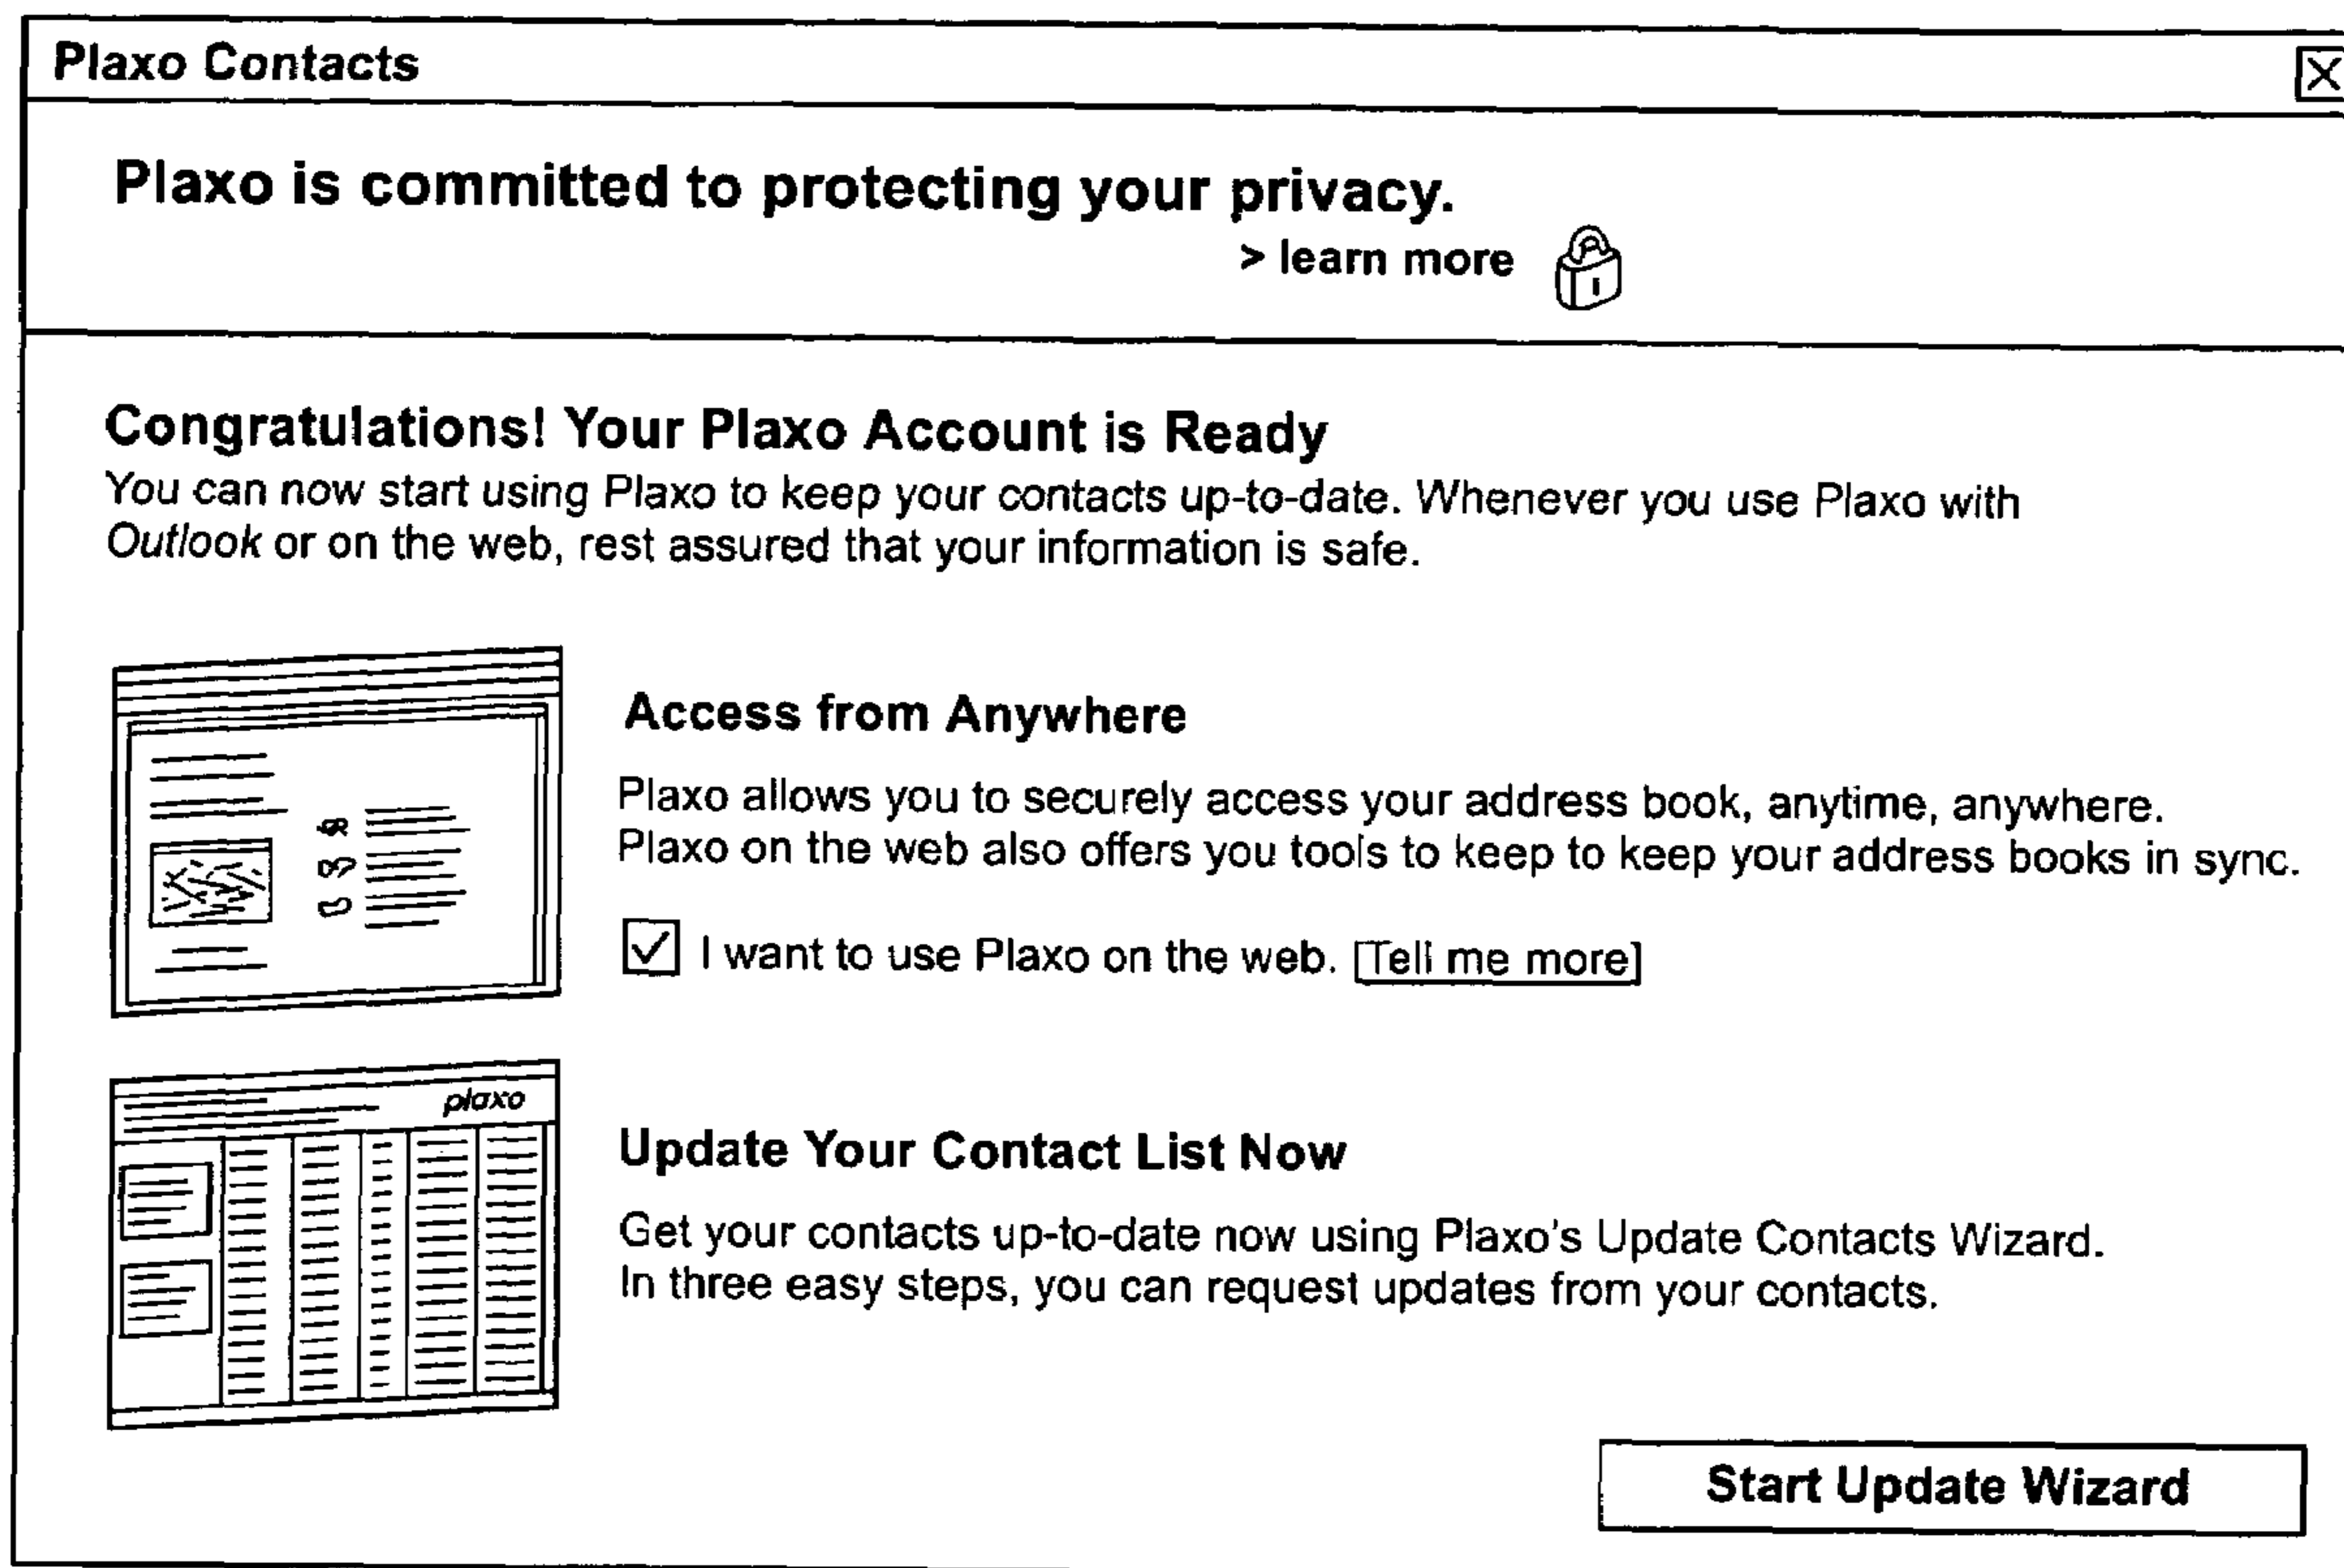 Plaxo Contacts
Plaxo is committed to protecting your privacy.
> learn more
Congratulations! Your Plaxo Account is Ready
You can now start using Plaxo to keep your contacts up-to-date. Whenever you use Plaxo with
Outlook or on the web, rest assured that your information is safe.
Access from Anywhere
Plaxo allows you to securely access your address book, anytime, anywhere.
Plaxo on the web also offers you tools to keep to keep your address books in sync.
I want to use Plaxo on the web. [Tell me more]
plaxo
Update Your Contact List Now
Get your contacts up-to-date now using Plaxo's Update Contacts Wizard.
In three easy steps, you can request updates from your contacts.
Start Update Wizard